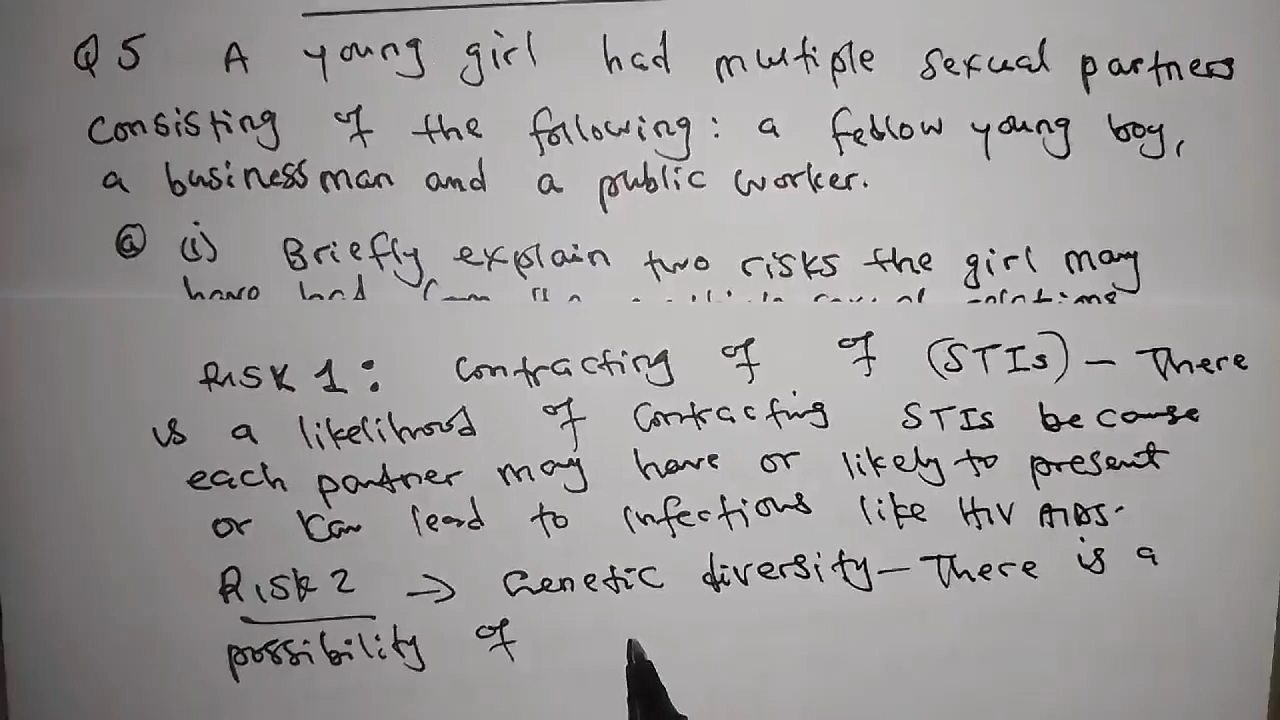 Q5 A young girl had multiple sexual partners
consisting of the following: a fellow young boy,
a business man and a public worker.
(a) (i) Briefly explain two risks the girl may
have had
RISK 1: Contracting of of (STIs) – There
is a likelihood of contracting STIs because
each partner may have or likely to present
or can lead to infections like HIV AIDS.
RISK 2 → Genetic diversity – There is a
possibility of